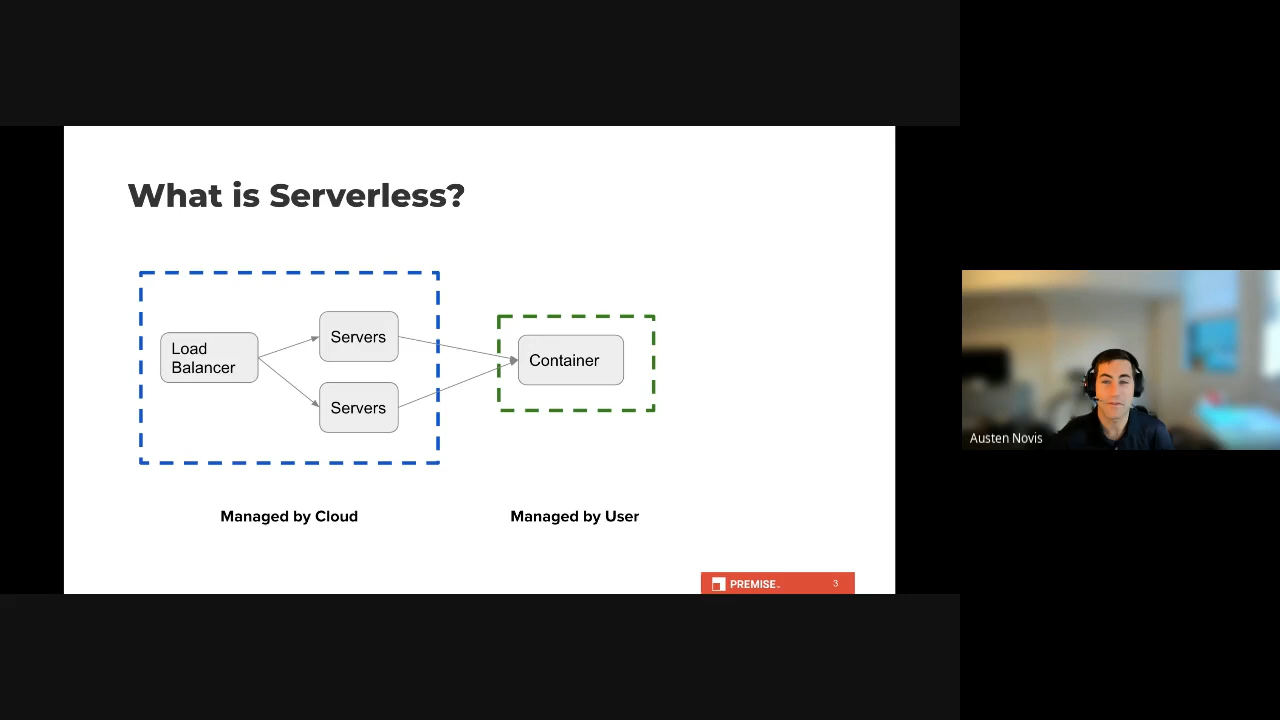 What is Serverless?
Load
Balancer
Servers
Servers
Container
Managed by Cloud
Managed by User
PREMISE
3
Austen Novis